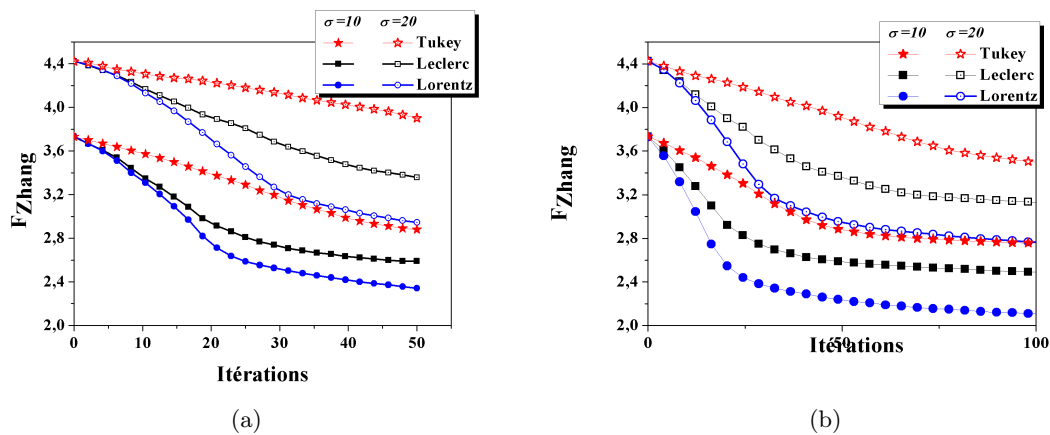 σ=10 σ=20
Tukey
Leclerc
Lorentz
4,4
4,0
3,6
3,2
2,8
2,4
2,0
FZhang
0 10 20 30 40 50
Itérations
(a)
σ=10 σ=20
Tukey
Leclerc
Lorentz
4,4
4,0
3,6
3,2
2,8
2,4
2,0
FZhang
0 50 100
Itérations
(b)